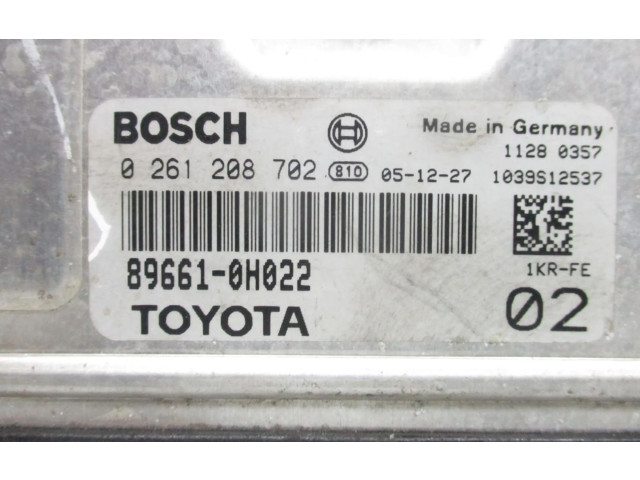 BOSCH
Made in Germany
1128 0357
0 261 208 702 810 05-12-27 1039S12537
89661-0H022
1KR-FE
TOYOTA
02